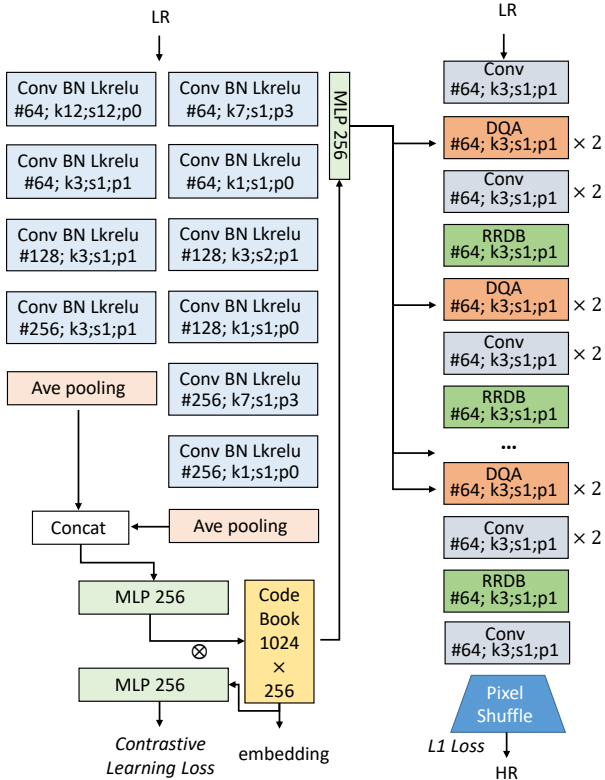 LR
Conv BN Lkrelu
#64; k12;s12;p0
Conv BN Lkrelu
#64; k3;s1;p1
Conv BN Lkrelu
#128; k3;s1;p1
Conv BN Lkrelu
#256; k3;s1;p1
Ave pooling
Conv BN Lkrelu
#64; k7;s1;p3
Conv BN Lkrelu
#64; k1;s1;p0
Conv BN Lkrelu
#128; k3;s2;p1
Conv BN Lkrelu
#128; k1;s1;p0
Conv BN Lkrelu
#256; k7;s1;p3
Conv BN Lkrelu
#256; k1;s1;p0
Ave pooling
Concat
MLP 256
⊗
Code
Book
1024
×
256
MLP 256
Contrastive
Learning Loss
embedding
MLP 256
LR
Conv
#64; k3;s1;p1
DQA
#64; k3;s1;p1
× 2
Conv
#64; k3;s1;p1
× 2
RRDB
#64; k3;s1;p1
DQA
#64; k3;s1;p1
× 2
Conv
#64; k3;s1;p1
× 2
RRDB
#64; k3;s1;p1
...
DQA
#64; k3;s1;p1
× 2
Conv
#64; k3;s1;p1
× 2
RRDB
#64; k3;s1;p1
Conv
#64; k3;s1;p1
Pixel
Shuffle
L1 Loss
HR